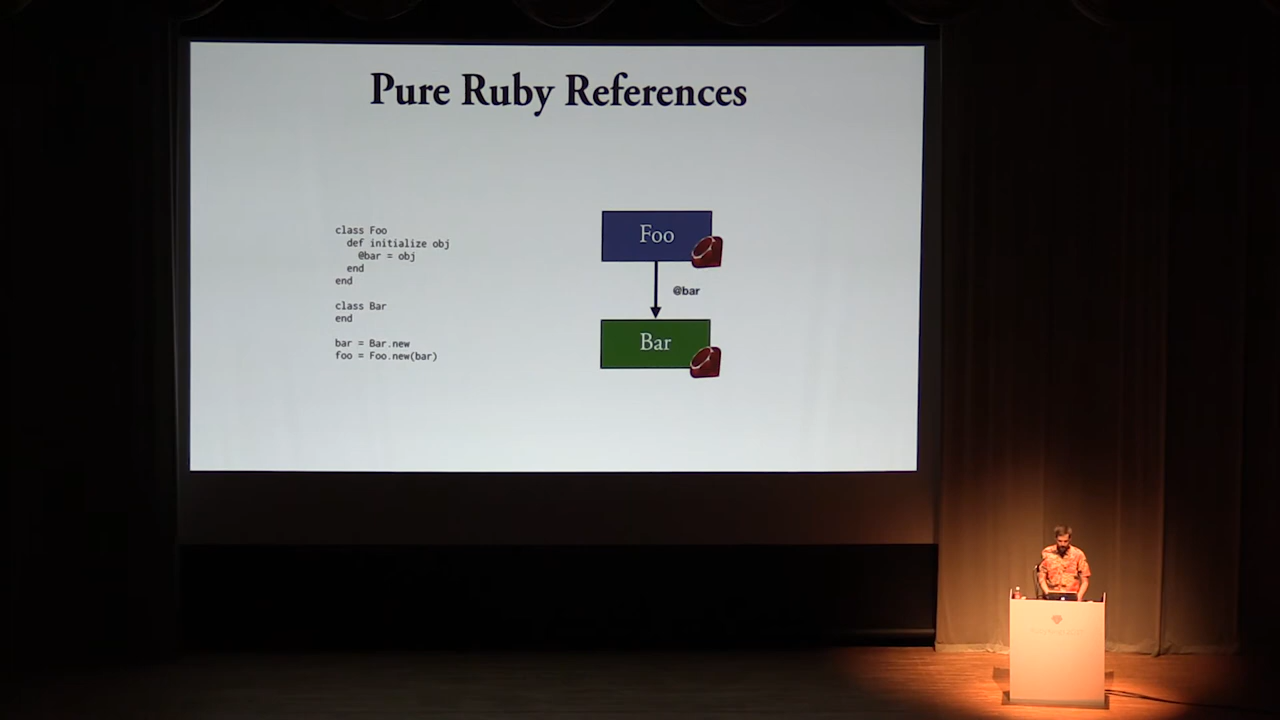 Pure Ruby References
class Foo
  def initialize obj
    @bar = obj
  end
end
class Bar
end
bar = Bar.new
foo = Foo.new(bar)
Foo
@bar
Bar